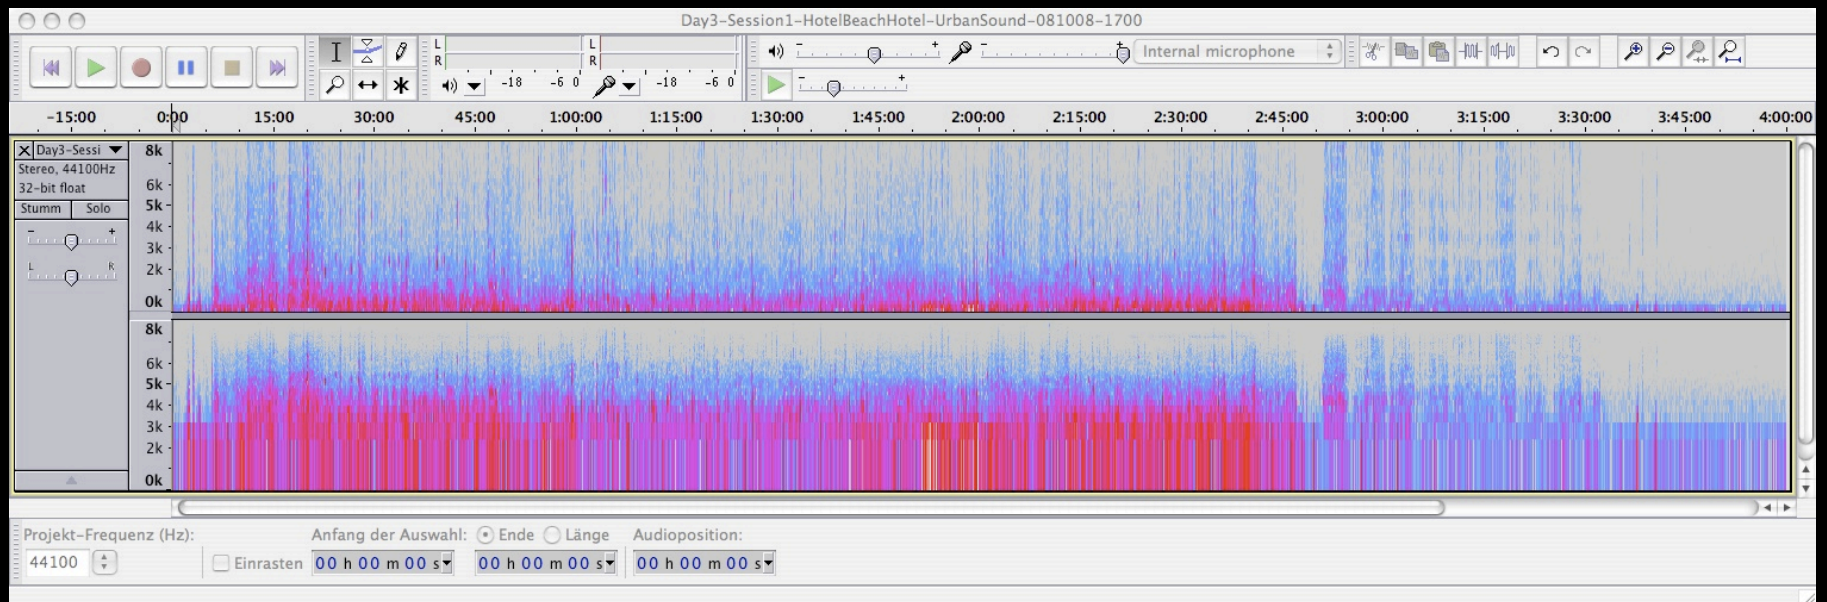 Day3-Session1-HotelBeachHotel-UrbanSound-081008-1700
L
R
L
R
- +
- +
Internal microphone
-18 -6 0
-18 -6 0
- +
-15:00 0:00 15:00 30:00 45:00 1:00:00 1:15:00 1:30:00 1:45:00 2:00:00 2:15:00 2:30:00 2:45:00 3:00:00 3:15:00 3:30:00 3:45:00 4:00:00
X Day3-Sessi
Stereo, 44100Hz
32-bit float
Stumm Solo
- +
L R
8k
6k
5k
4k
3k
2k
0k
8k
6k
5k
4k
3k
2k
0k
Projekt-Frequenz (Hz): Anfang der Auswahl: Ende Länge Audioposition:
44100 Einrasten 00 h 00 m 00 s 00 h 00 m 00 s 00 h 00 m 00 s